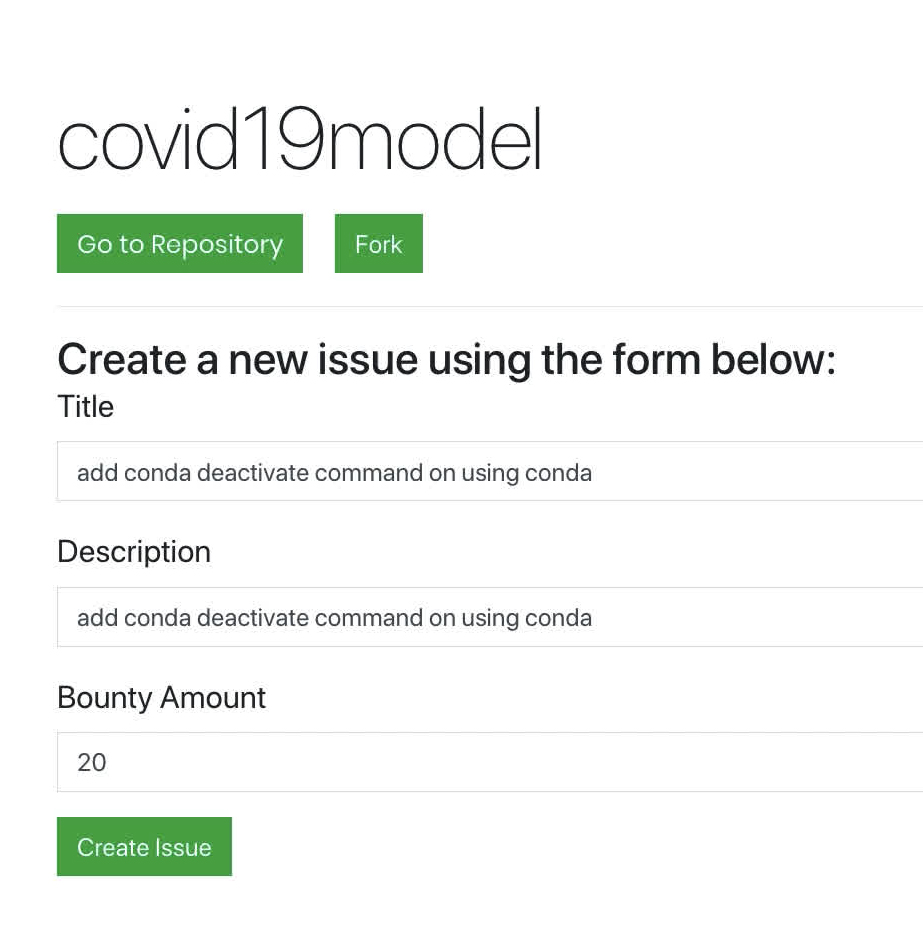 covid19model
Go to Repository Fork
Create a new issue using the form below:
Title
add conda deactivate command on using conda
Description
add conda deactivate command on using conda
Bounty Amount
20
Create Issue